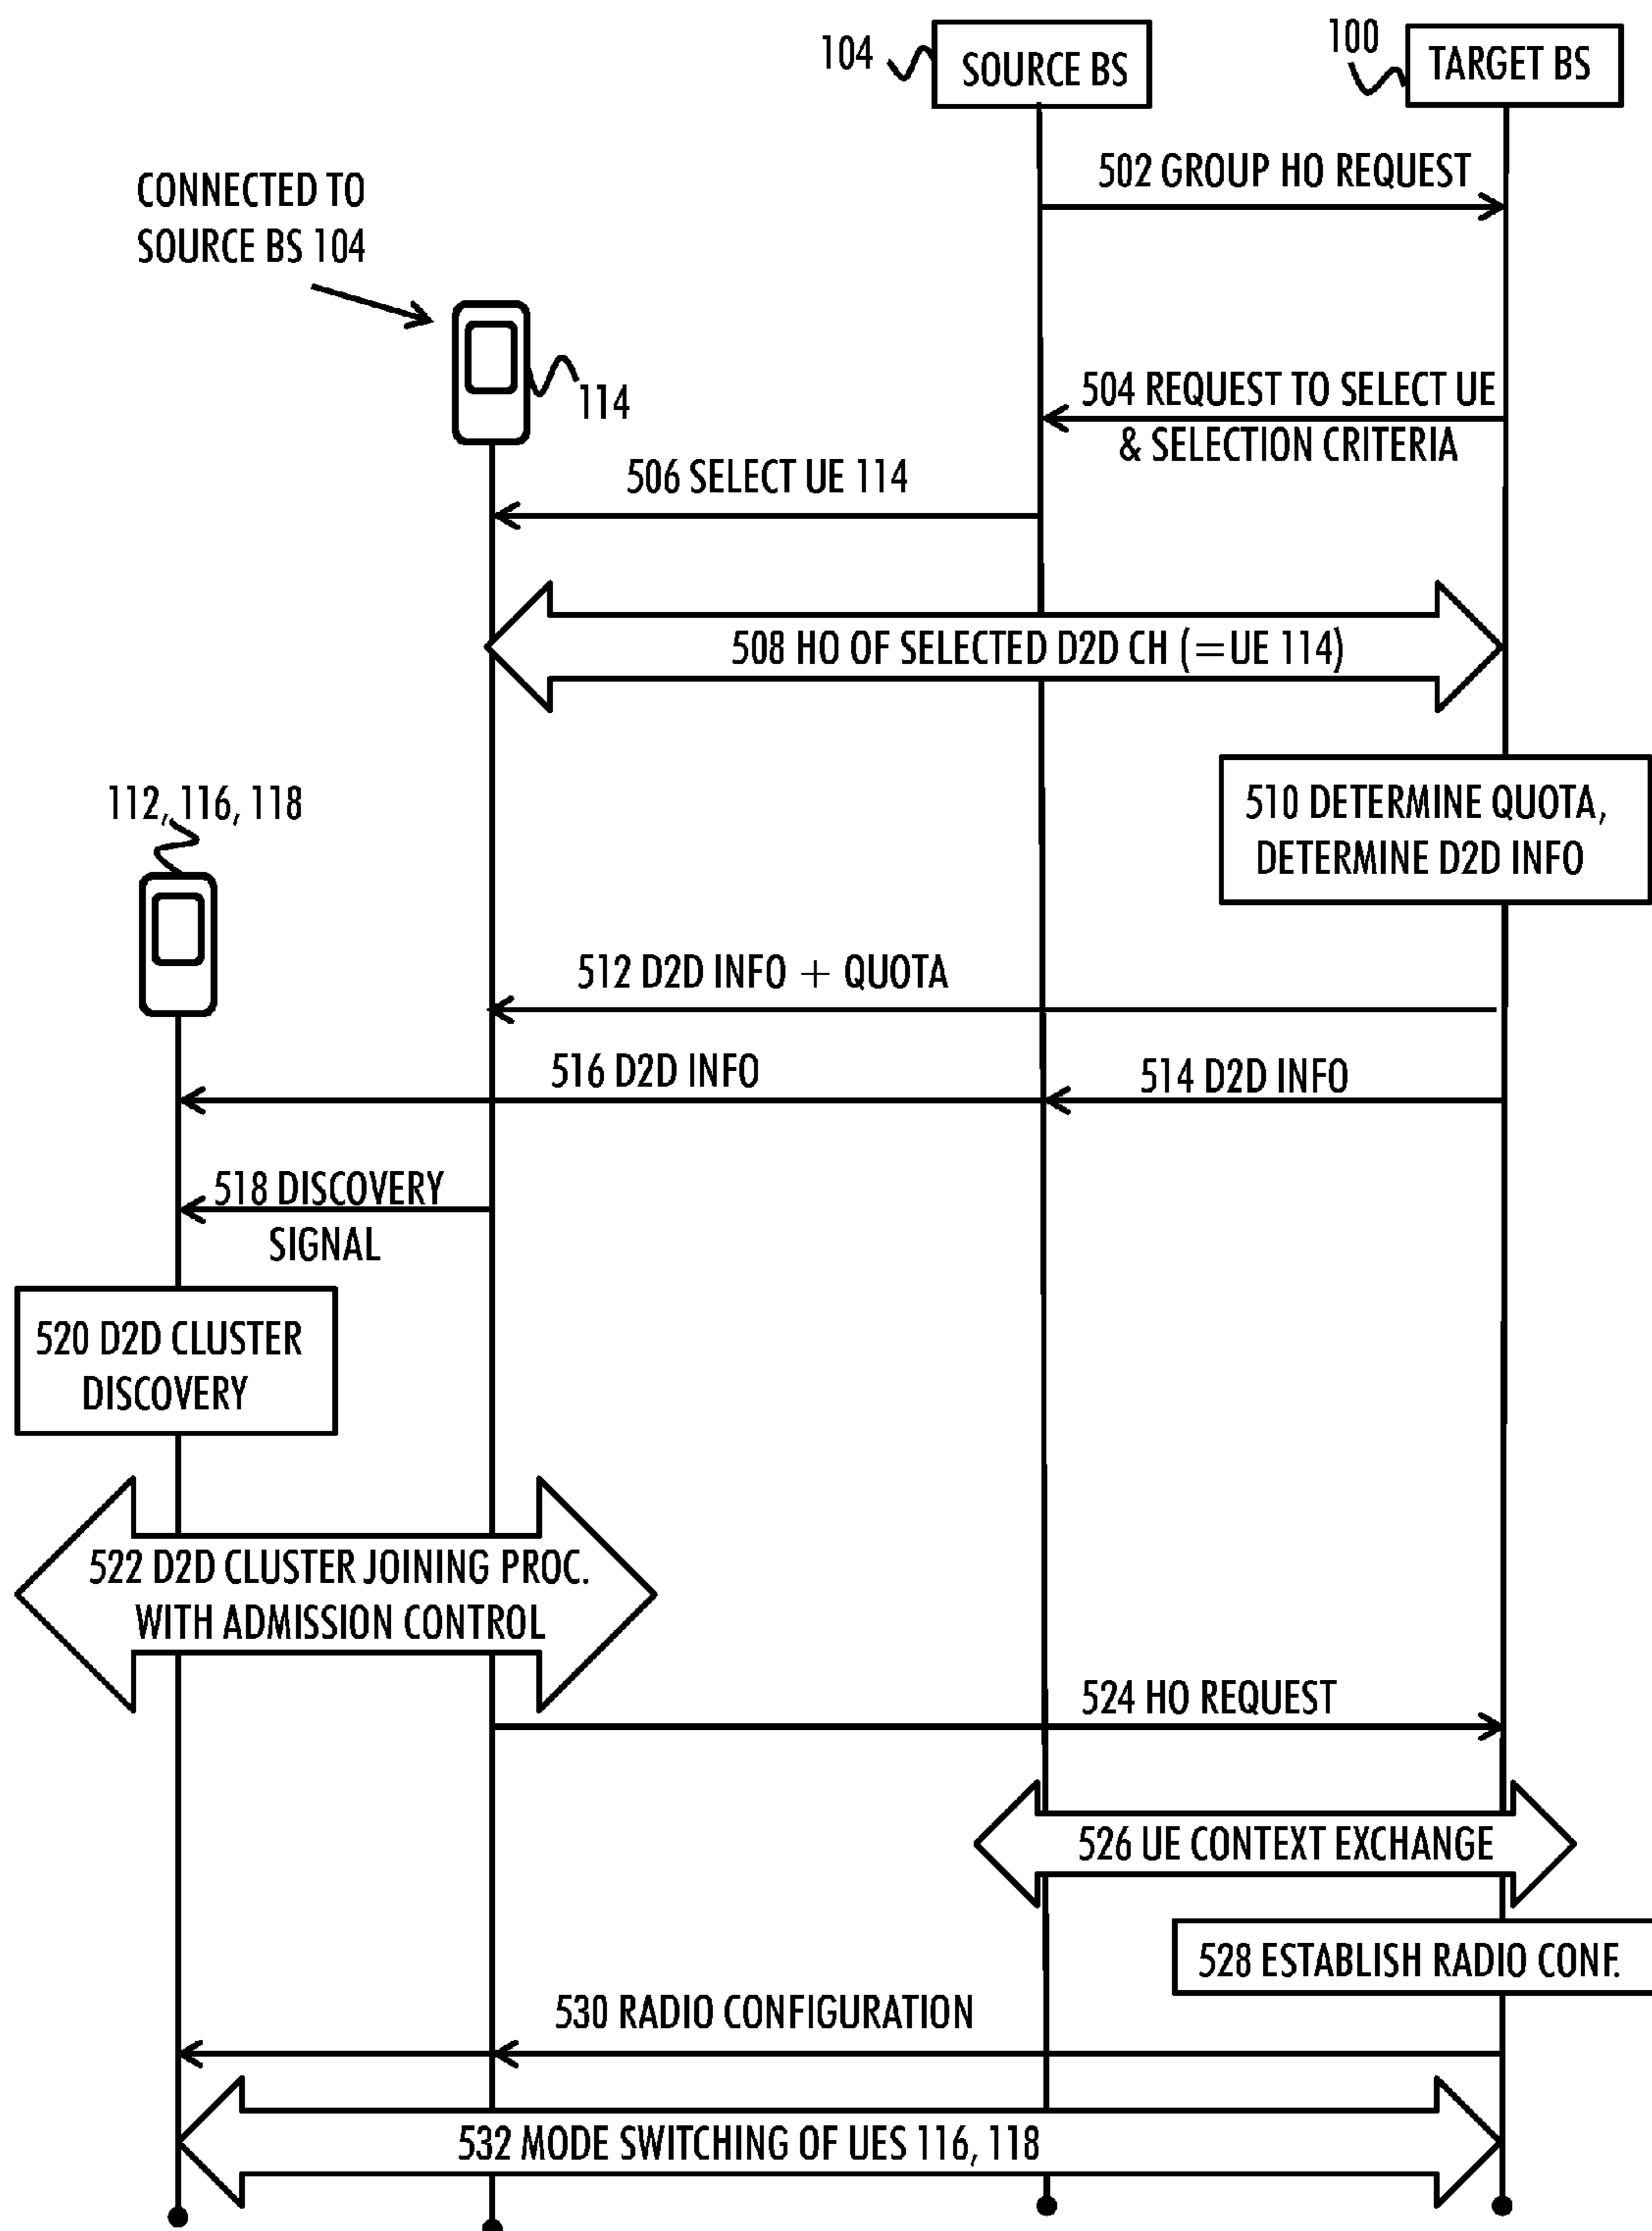 104
SOURCE BS
100
TARGET BS
502 GROUP HO REQUEST
CONNECTED TO
SOURCE BS 104
114
504 REQUEST TO SELECT UE
& SELECTION CRITERIA
506 SELECT UE 114
508 HO OF SELECTED D2D CH (=UE 114)
112, 116, 118
510 DETERMINE QUOTA,
DETERMINE D2D INFO
512 D2D INFO + QUOTA
516 D2D INFO
514 D2D INFO
518 DISCOVERY
SIGNAL
520 D2D CLUSTER
DISCOVERY
522 D2D CLUSTER JOINING PROC.
WITH ADMISSION CONTROL
524 HO REQUEST
526 UE CONTEXT EXCHANGE
528 ESTABLISH RADIO CONF.
530 RADIO CONFIGURATION
532 MODE SWITCHING OF UES 116, 118